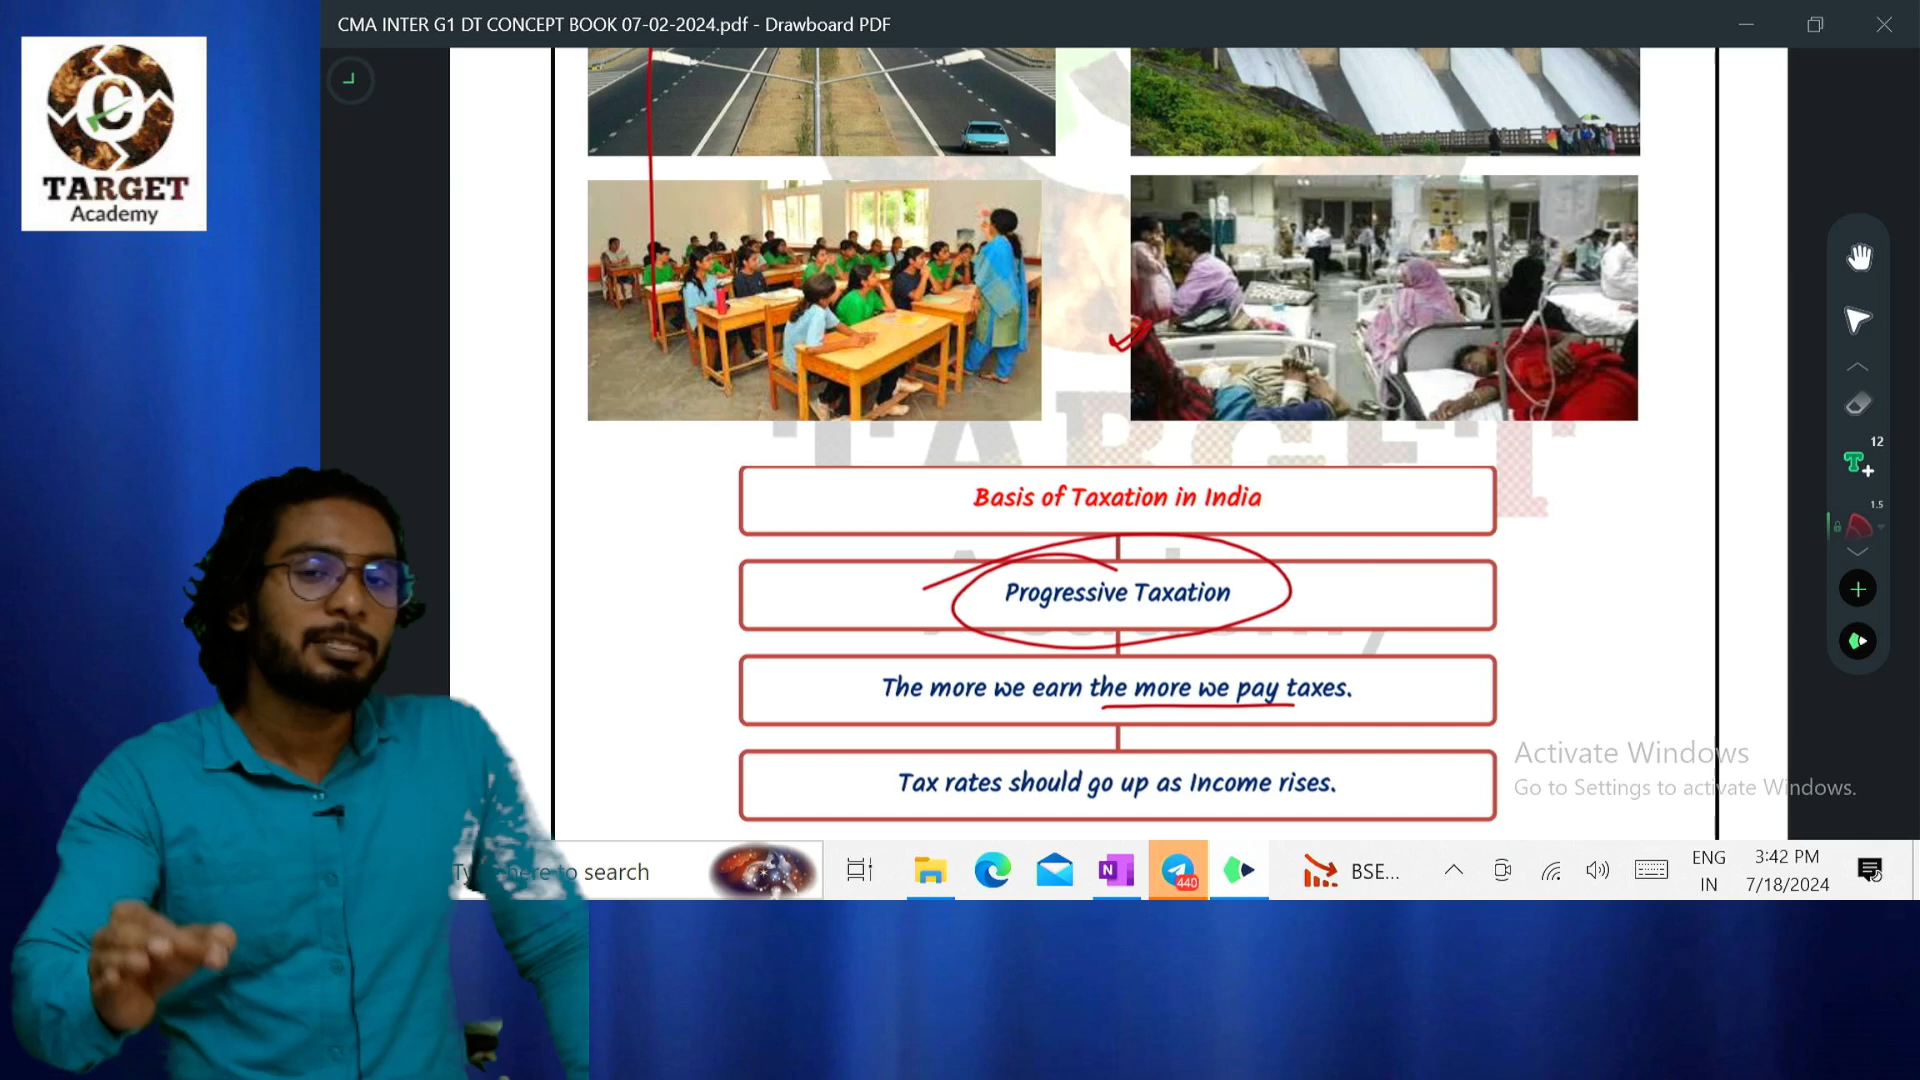 CMA INTER G1 DT CONCEPT BOOK 07-02-2024.pdf - Drawboard PDF
C
TARGET
Academy
12
1.5
TARGET
Academy
Basis of Taxation in India
Progressive Taxation
The more we earn the more we pay taxes.
Tax rates should go up as Income rises.
Activate Windows
Go to Settings to activate Windows.
here to search
N
440
BSE...
ENG
IN
3:42 PM
7/18/2024